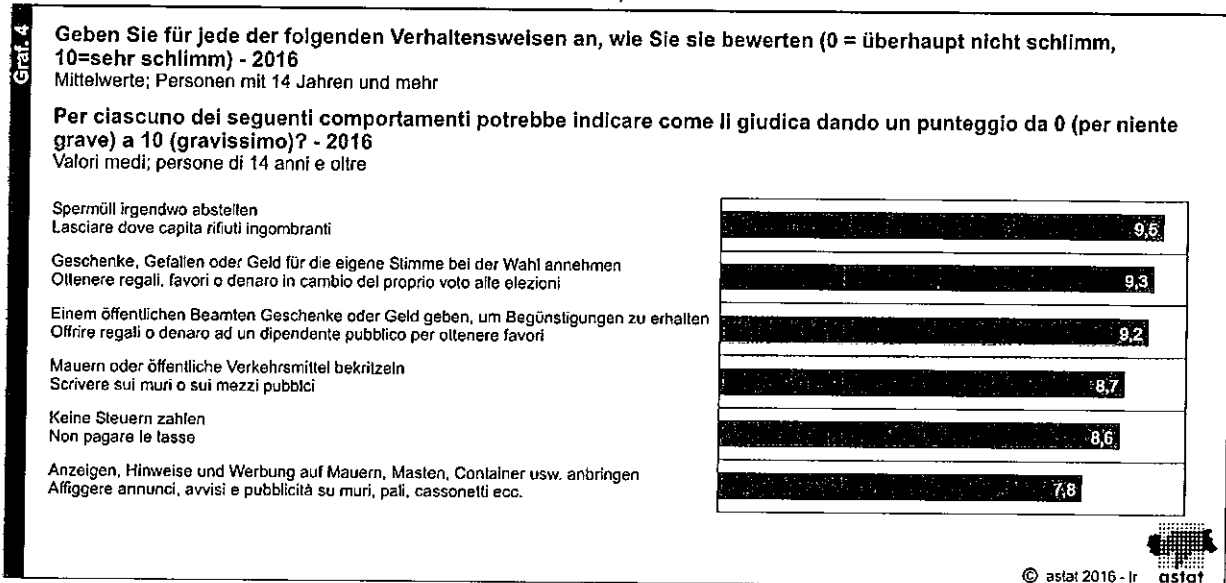 Graf. 4
Geben Sie für jede der folgenden Verhaltensweisen an, wie Sie sie bewerten (0 = überhaupt nicht schlimm,
10=sehr schlimm) - 2016
Mittelwerte; Personen mit 14 Jahren und mehr
Per ciascuno dei seguenti comportamenti potrebbe indicare come li giudica dando un punteggio da 0 (per niente
grave) a 10 (gravissimo)? - 2016
Valori medi; persone di 14 anni e oltre
Spermüll irgendwo abstellen
Lasciare dove capita rifiuti ingombranti
9,5
Geschenke, Gefallen oder Geld für die eigene Stimme bei der Wahl annehmen
Ottenere regali, favori o denaro in cambio del proprio voto alle elezioni
9,3
Einem öffentlichen Beamten Geschenke oder Geld geben, um Begünstigungen zu erhalten
Offrire regali o denaro ad un dipendente pubblico per ottenere favori
9,2
Mauern oder öffentliche Verkehrsmittel bekritzeln
Scrivere sui muri o sui mezzi pubblci
8,7
Keine Steuern zahlen
Non pagare le tasse
8,6
Anzeigen, Hinweise und Werbung auf Mauern, Masten, Container usw. anbringen
Affiggere annunci, avvisi e pubblicità su muri, pali, cassonetti ecc.
7,8
© astat 2016 - lr
astat